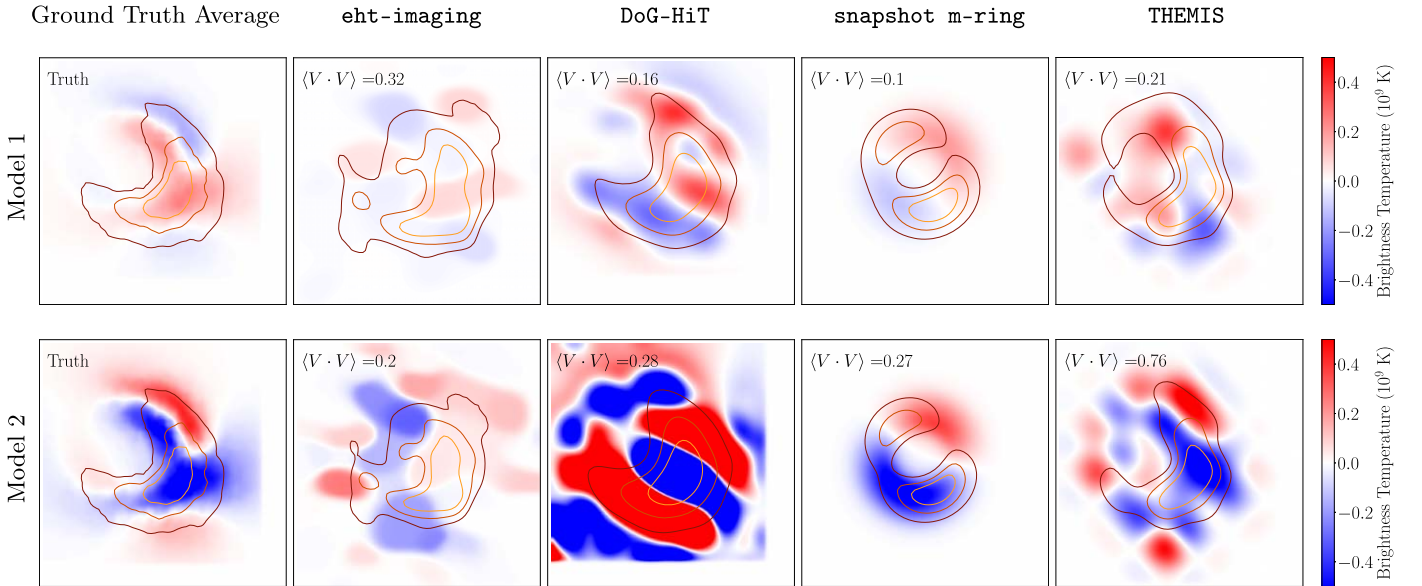 Ground Truth Average eht-imaging DoG-HiT snapshot m-ring THEMIS
Model 1
Truth
⟨V · V⟩ =0.32
⟨V · V⟩ =0.16
⟨V · V⟩ =0.1
⟨V · V⟩ =0.21
0.4
0.2
0.0
−0.2
−0.4
Brightness Temperature (10⁹ K)
Model 2
Truth
⟨V · V⟩ =0.2
⟨V · V⟩ =0.28
⟨V · V⟩ =0.27
⟨V · V⟩ =0.76
0.4
0.2
0.0
−0.2
−0.4
Brightness Temperature (10⁹ K)